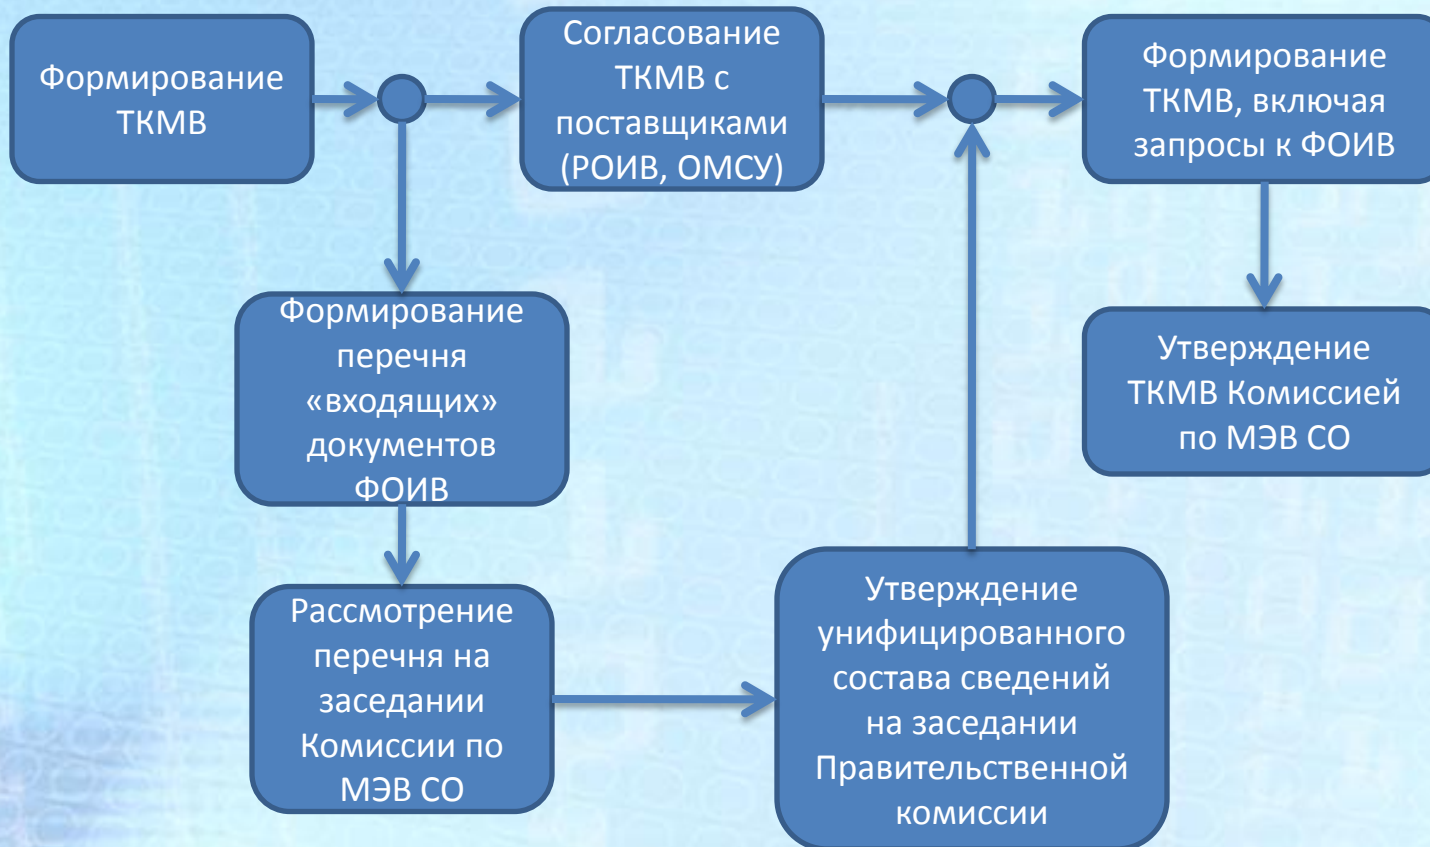 Формирование
ТКМВ
Согласование
ТКМВ с
поставщиками
(РОИВ, ОМСУ)
Формирование
ТКМВ, включая
запросы к ФОИВ
Формирование
перечня
«входящих»
документов
ФОИВ
Утверждение
ТКМВ Комиссией
по МЭВ СО
Рассмотрение
перечня на
заседании
Комиссии по
МЭВ СО
Утверждение
унифицированного
состава сведений
на заседании
Правительственной
комиссии